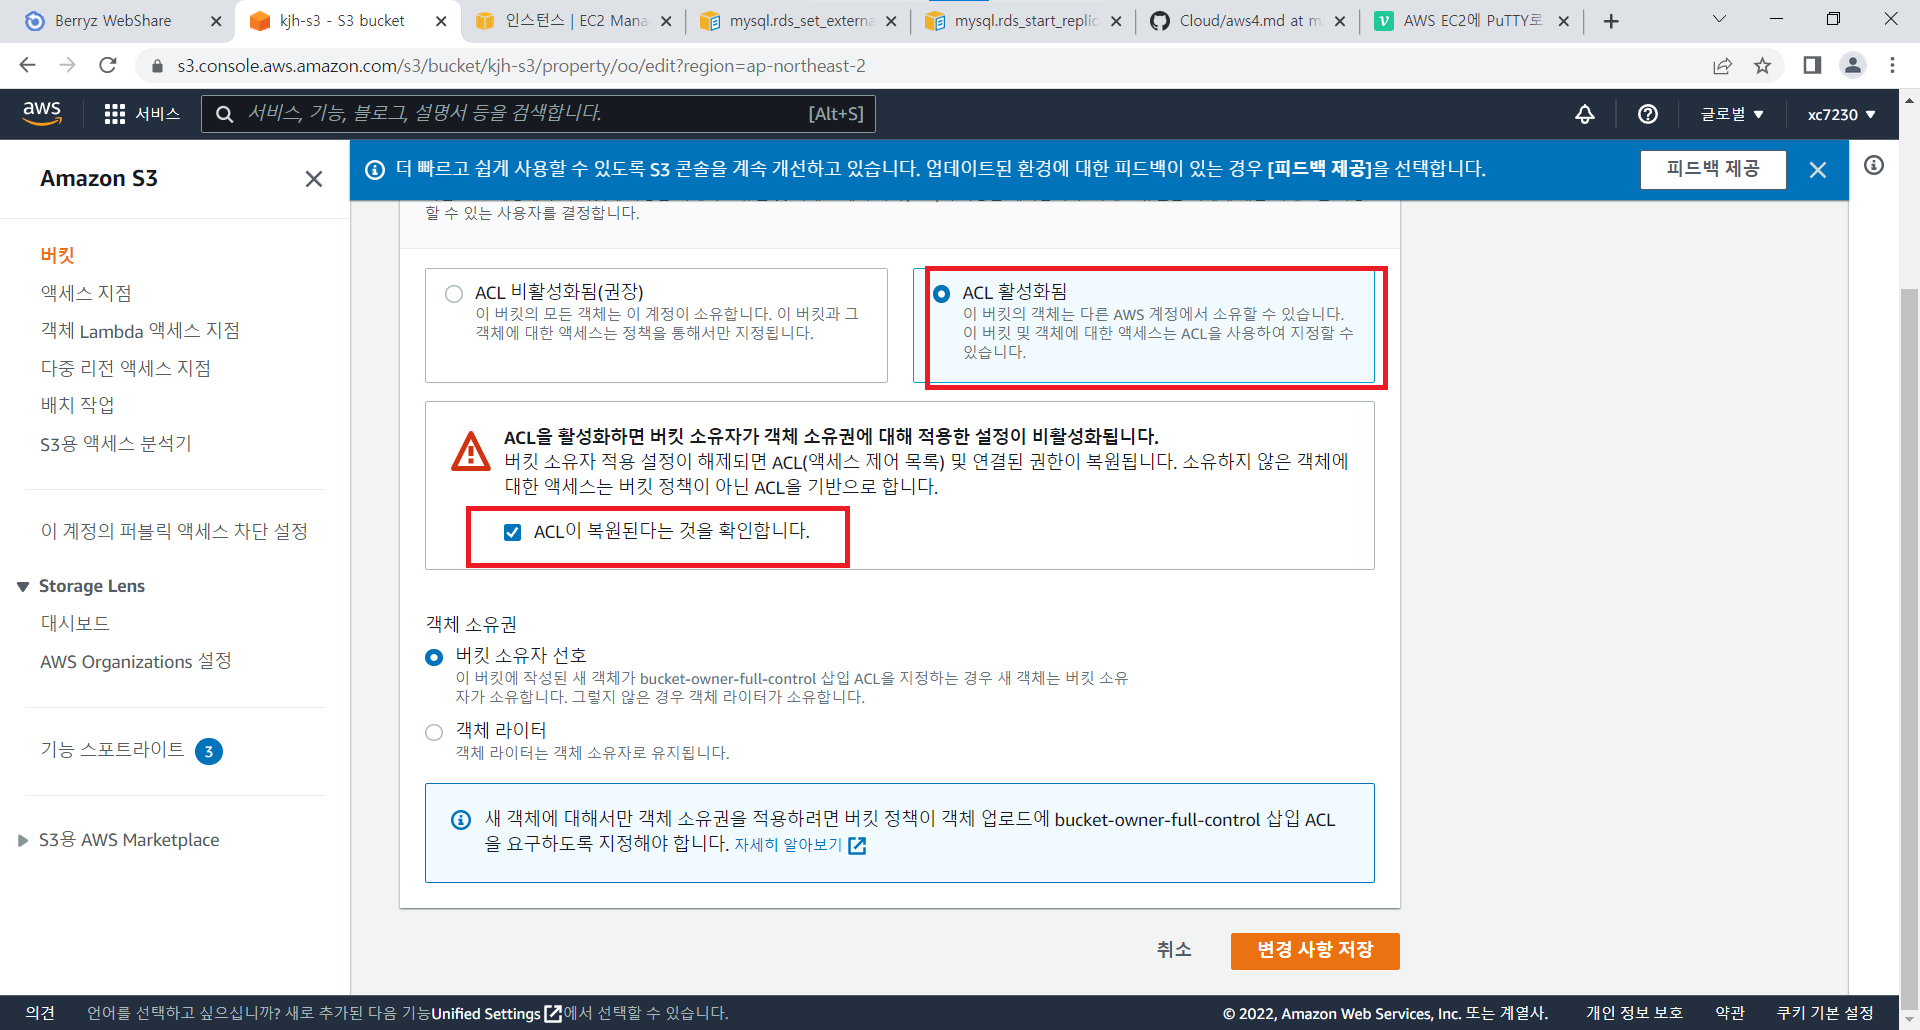 Berryz WebShare
kjh-s3 - S3 bucket
인스턴스 | EC2 Mana
mysql.rds_set_externa
mysql.rds_start_replic
Cloud/aws4.md at m
AWS EC2에 PuTTY로
s3.console.aws.amazon.com/s3/bucket/kjh-s3/property/oo/edit?region=ap-northeast-2
aws
서비스
서비스, 기능, 블로그, 설명서 등을 검색합니다.
[Alt+S]
글로벌
xc7230
Amazon S3
더 빠르고 쉽게 사용할 수 있도록 S3 콘솔을 계속 개선하고 있습니다. 업데이트된 환경에 대한 피드백이 있는 경우 [피드백 제공]을 선택합니다.
피드백 제공
버킷
액세스 지점
객체 Lambda 액세스 지점
다중 리전 액세스 지점
배치 작업
S3용 액세스 분석기
이 계정의 퍼블릭 액세스 차단 설정
Storage Lens
대시보드
AWS Organizations 설정
기능 스포트라이트 3
S3용 AWS Marketplace
할 수 있는 사용자를 결정합니다.
ACL 비활성화됨(권장)
이 버킷의 모든 객체는 이 계정이 소유합니다. 이 버킷과 그
객체에 대한 액세스는 정책을 통해서만 지정됩니다.
ACL 활성화됨
이 버킷의 객체는 다른 AWS 계정에서 소유할 수 있습니다.
이 버킷 및 객체에 대한 액세스는 ACL을 사용하여 지정할 수
있습니다.
ACL을 활성화하면 버킷 소유자가 객체 소유권에 대해 적용한 설정이 비활성화됩니다.
버킷 소유자 적용 설정이 해제되면 ACL(액세스 제어 목록) 및 연결된 권한이 복원됩니다. 소유하지 않은 객체에
대한 액세스는 버킷 정책이 아닌 ACL을 기반으로 합니다.
ACL이 복원된다는 것을 확인합니다.
객체 소유권
버킷 소유자 선호
이 버킷에 작성된 새 객체가 bucket-owner-full-control 삽입 ACL을 지정하는 경우 새 객체는 버킷 소유
자가 소유합니다. 그렇지 않은 경우 객체 라이터가 소유합니다.
객체 라이터
객체 라이터는 객체 소유자로 유지됩니다.
새 객체에 대해서만 객체 소유권을 적용하려면 버킷 정책이 객체 업로드에 bucket-owner-full-control 삽입 ACL
을 요구하도록 지정해야 합니다. 자세히 알아보기
취소
변경 사항 저장
의견
언어를 선택하고 싶으십니까? 새로 추가된 다음 기능Unified Settings에서 선택할 수 있습니다.
© 2022, Amazon Web Services, Inc. 또는 계열사.
개인 정보 보호
약관
쿠키 기본 설정